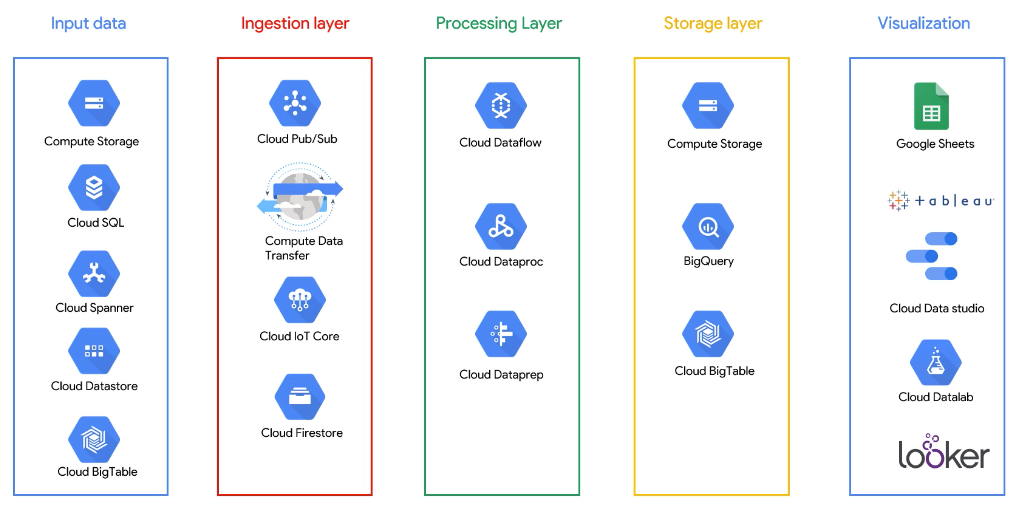 Input data
Compute Storage
Cloud SQL
Cloud Spanner
Cloud Datastore
Cloud BigTable
Ingestion layer
Cloud Pub/Sub
Compute Data
Transfer
Cloud IoT Core
Cloud Firestore
Processing Layer
Cloud Dataflow
Cloud Dataproc
Cloud Dataprep
Storage layer
Compute Storage
BigQuery
Cloud BigTable
Visualization
Google Sheets
tableau
Cloud Data studio
Cloud Datalab
looker